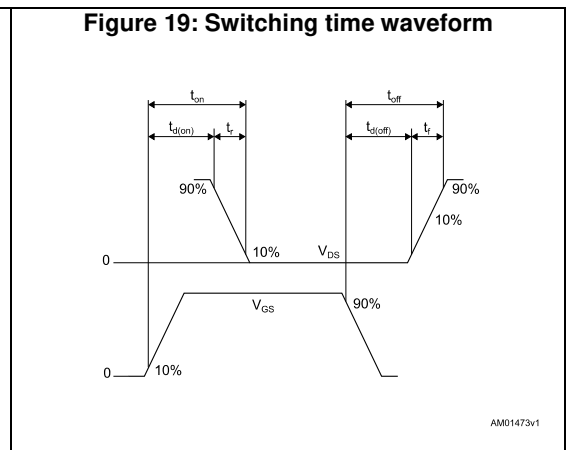 Figure 19: Switching time waveform
ton toff
td(on) tr td(off) tf
90% 90%
10%
0 10% VDS
VGS 90%
0 10%
AM01473v1